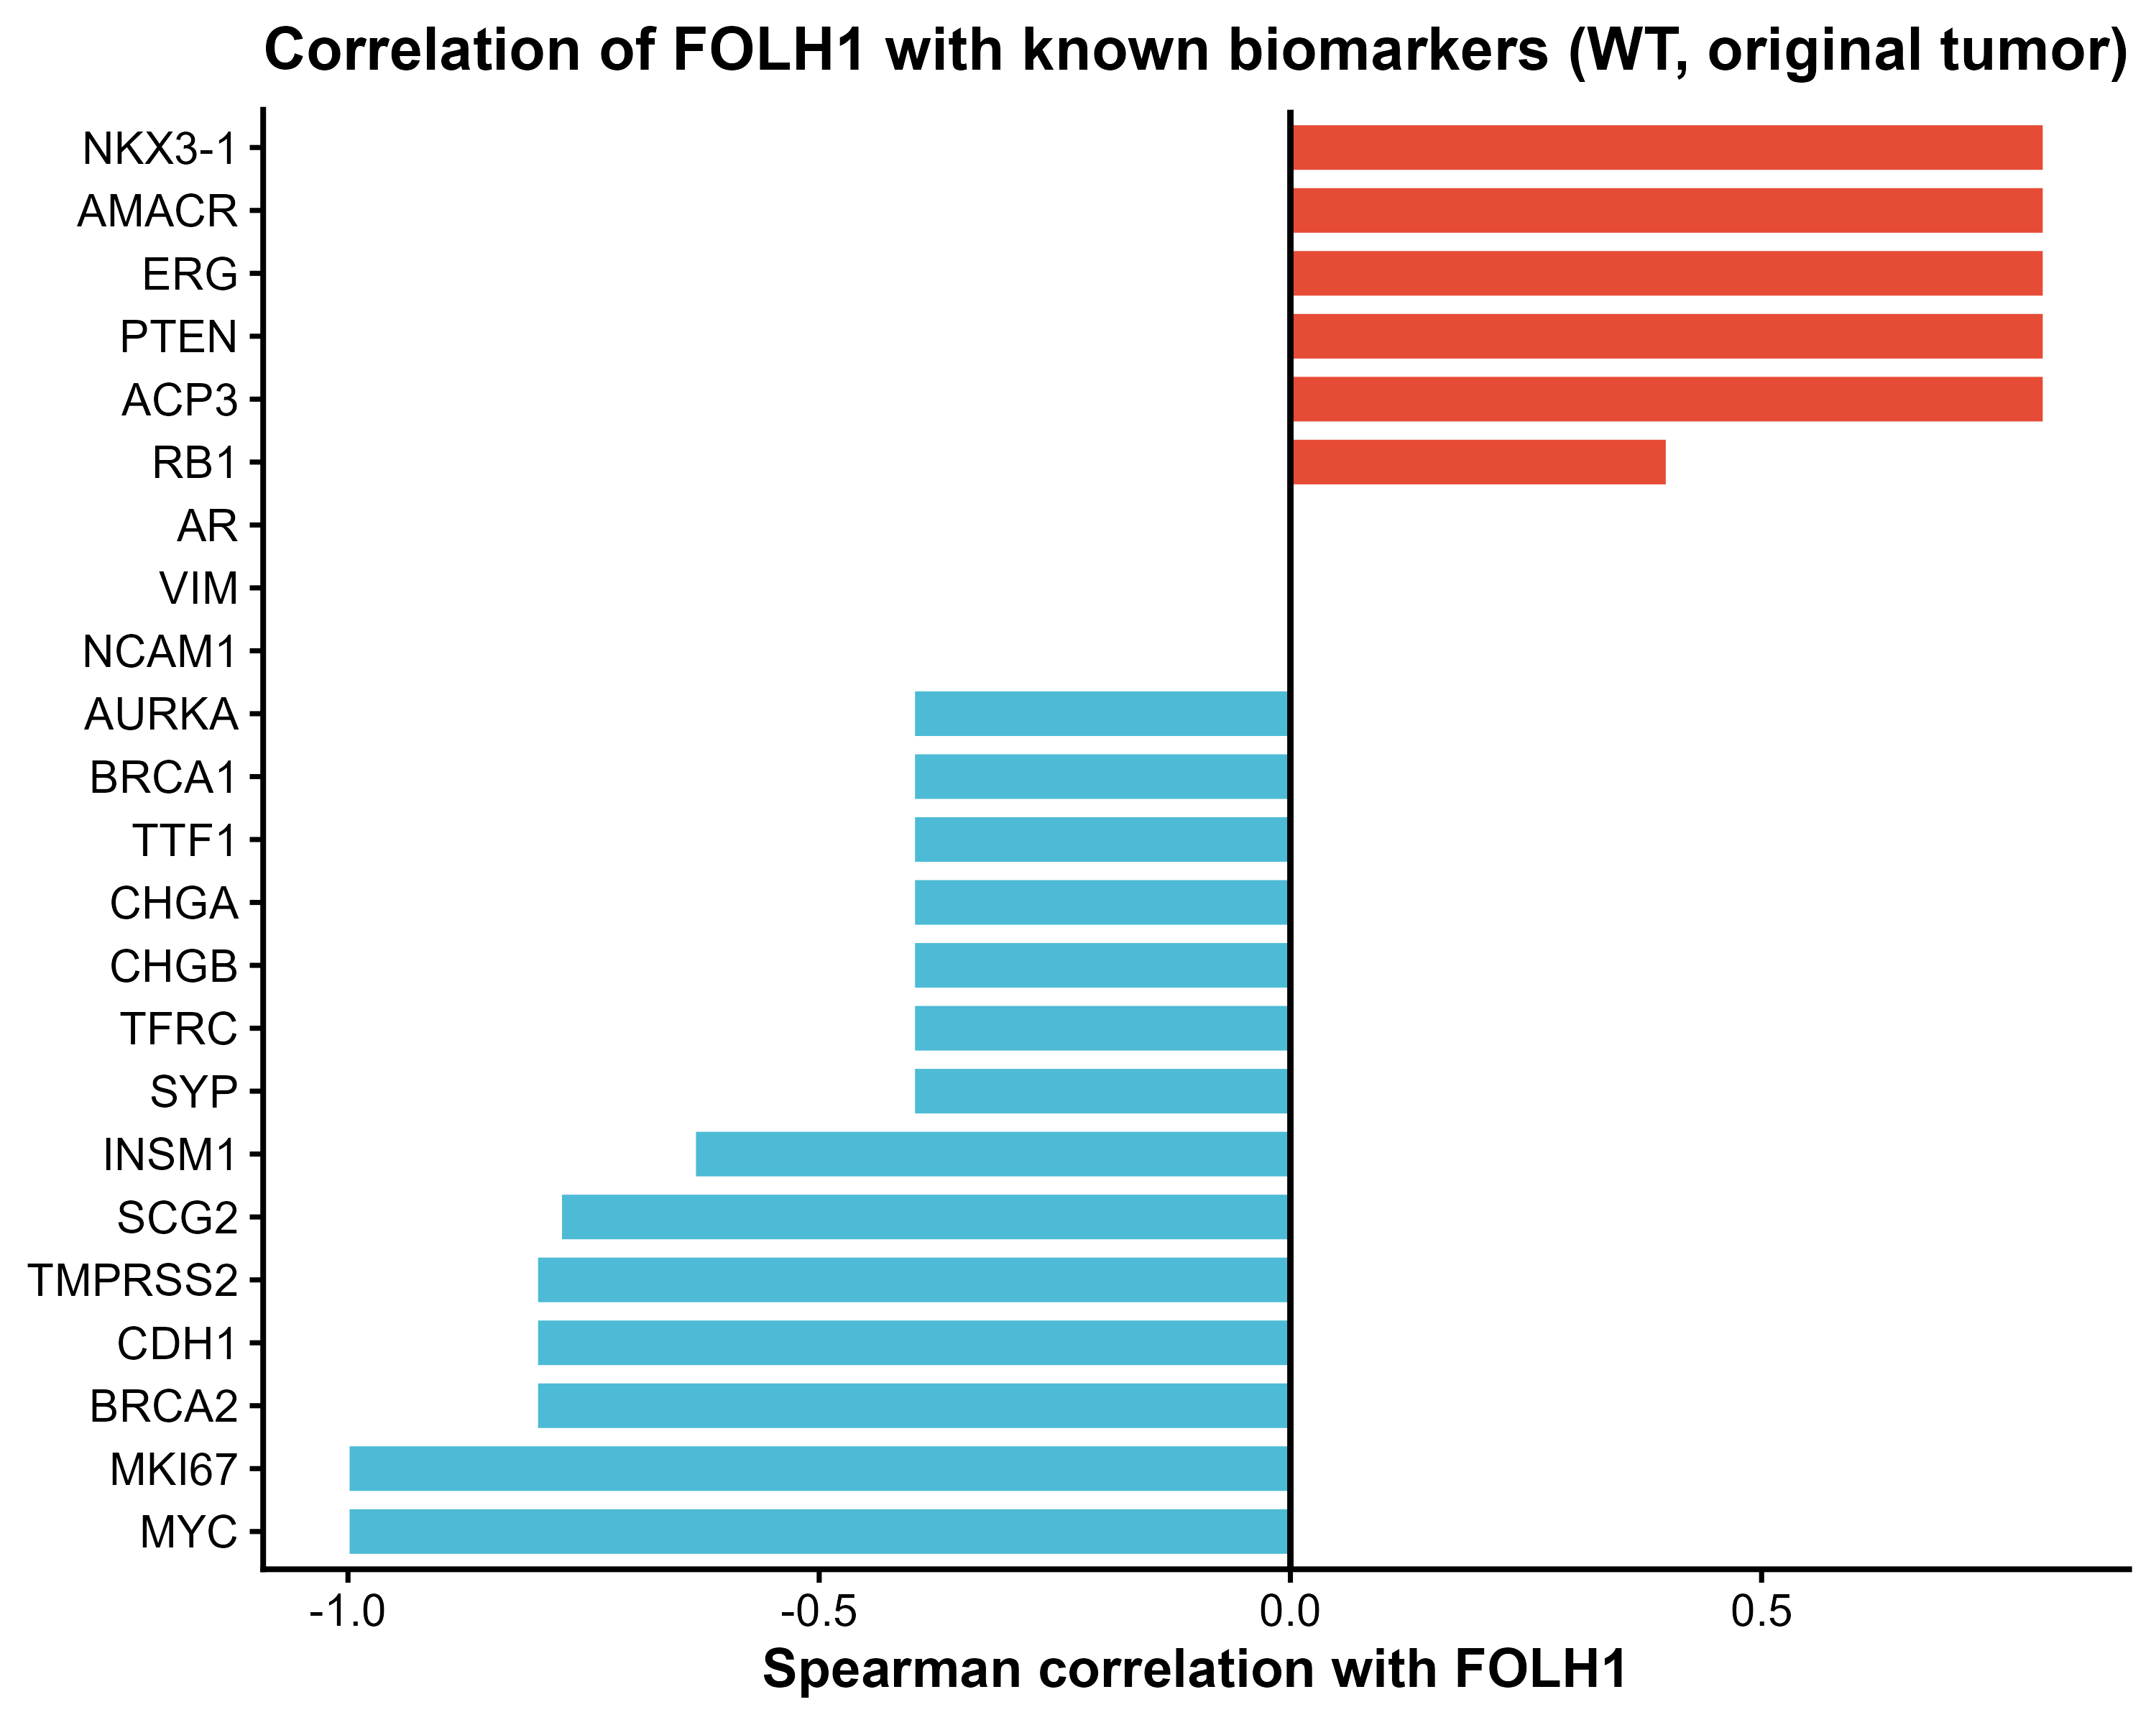 Correlation of FOLH1 with known biomarkers (WT, original tumor)
NKX3-1
AMACR
ERG
PTEN
ACP3
RB1
AR
VIM
NCAM1
AURKA
BRCA1
TTF1
CHGA
CHGB
TFRC
SYP
INSM1
SCG2
TMPRSS2
CDH1
BRCA2
MKI67
MYC
-1.0 -0.5 0.0 0.5
Spearman correlation with FOLH1